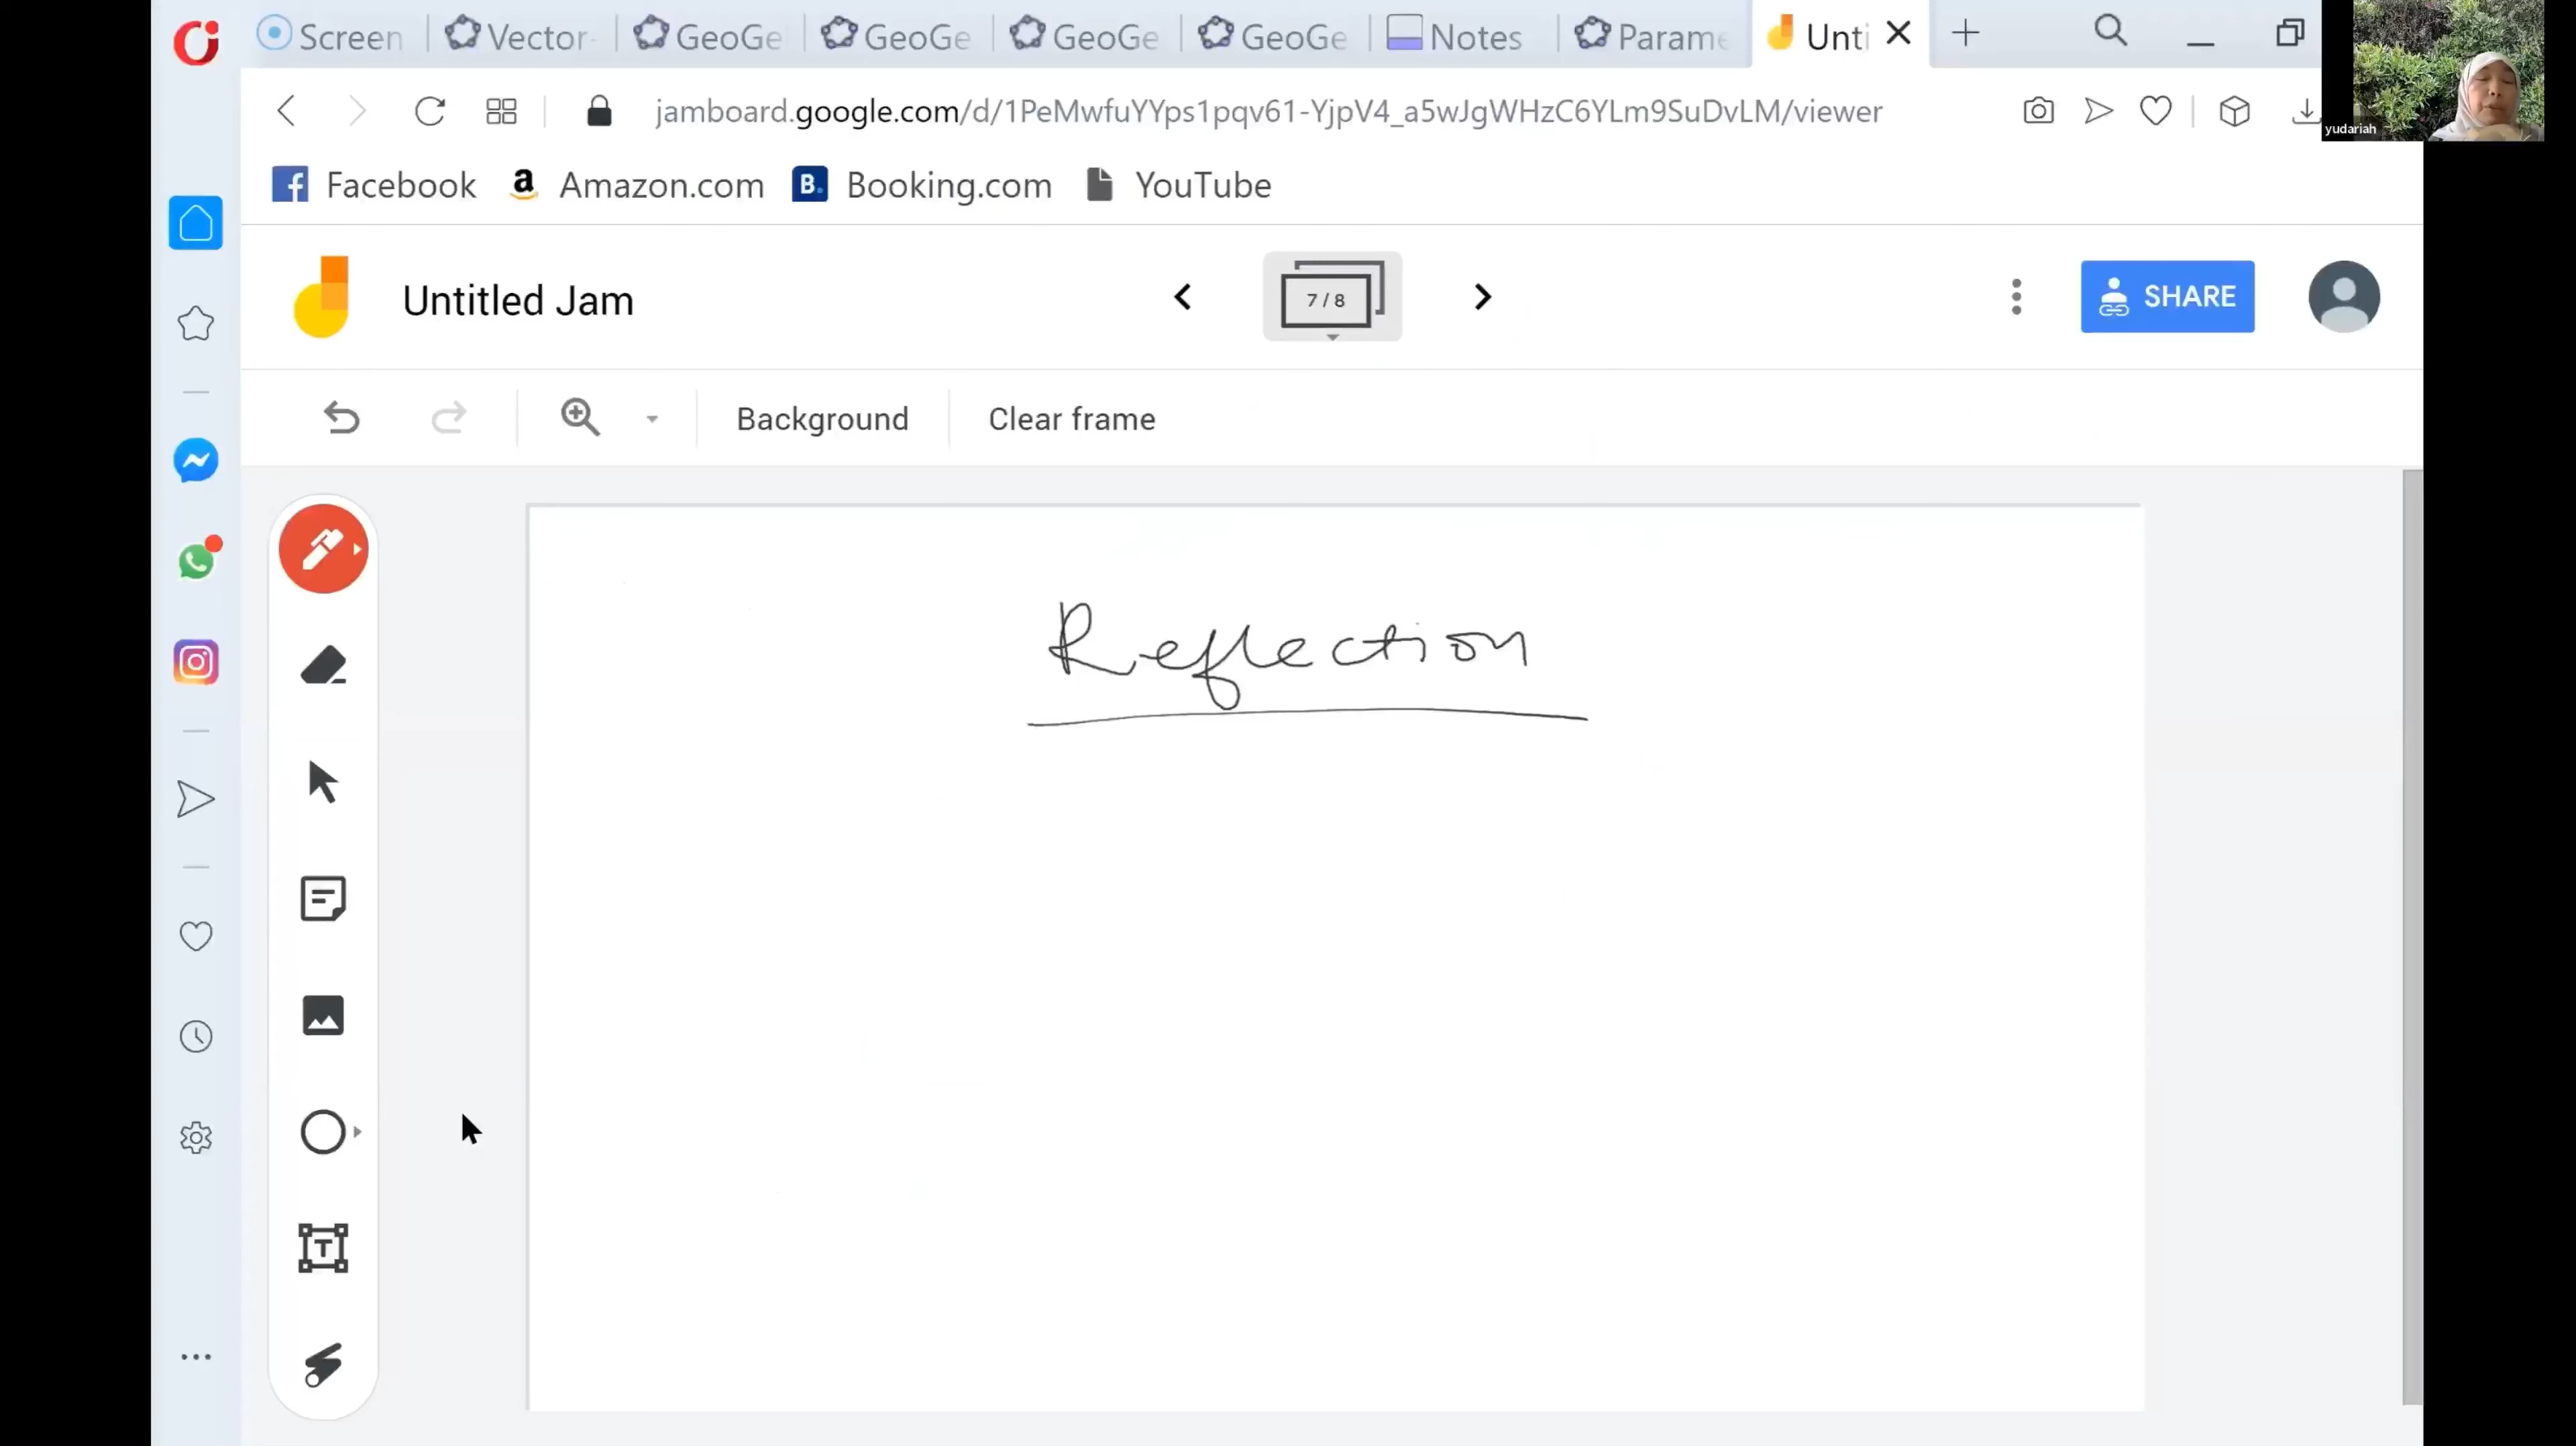 Screen Vector- GeoGe GeoGe GeoGe GeoGe Notes Parame Unti
jamboard.google.com/d/1PeMwfuYYps1pqv61-YjpV4_a5wJgWHzC6YLm9SuDvLM/viewer
yudariah
Facebook a Amazon.com B. Booking.com YouTube
Untitled Jam 7 / 8 SHARE
Background Clear frame
Reflection
T